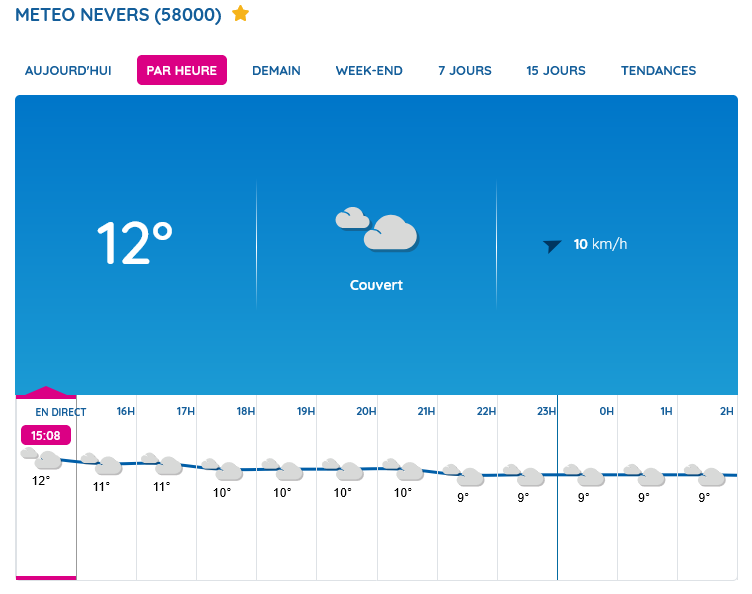 METEO NEVERS (58000)
AUJOURD'HUI PAR HEURE DEMAIN WEEK-END 7 JOURS 15 JOURS TENDANCES
12°
Couvert
10 km/h
EN DIRECT 16H 17H 18H 19H 20H 21H 22H 23H 0H 1H 2H
15:08
12° 11° 11° 10° 10° 10° 10° 9° 9° 9° 9° 9°